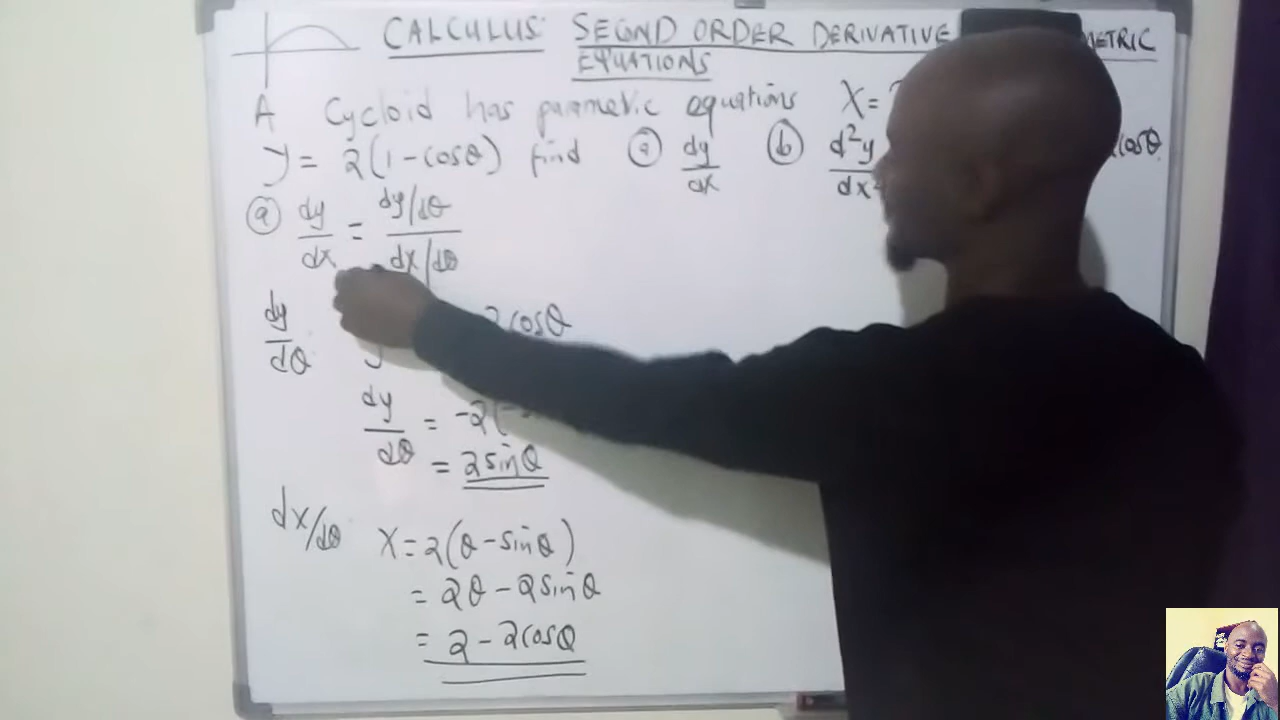 CALCULUS: SECOND ORDER DERIVATIVE METRIC
EQUATIONS
A Cycloid has parametic equations X=
y = 2(1-cosθ) find (a) dy/dx (b) d²y/dx² cosθ
(a) dy/dx = dy/dθ / dx/dθ
dy/dθ y 2cosθ
dy/dθ = -2(-s
= 2sinθ
dx/dθ X=2(θ-sinθ)
= 2θ-2sinθ
= 2-2cosθ